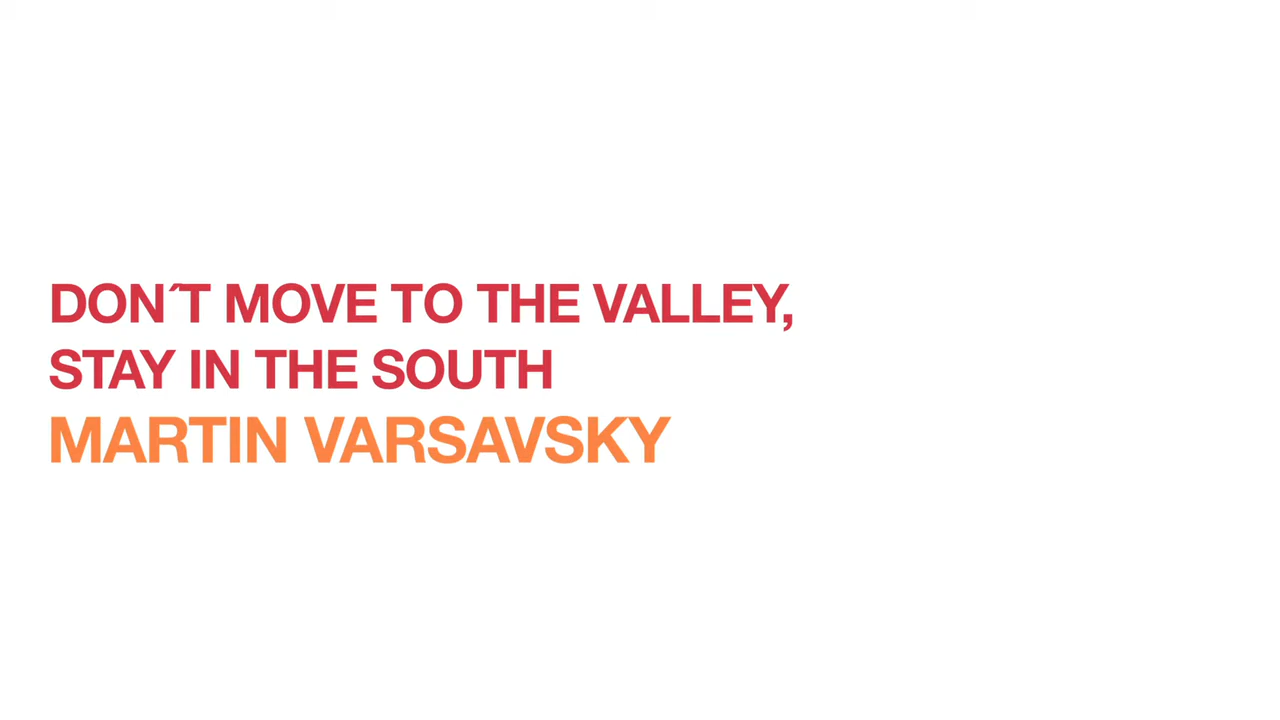 DON´T MOVE TO THE VALLEY,
STAY IN THE SOUTH
MARTIN VARSAVSKY